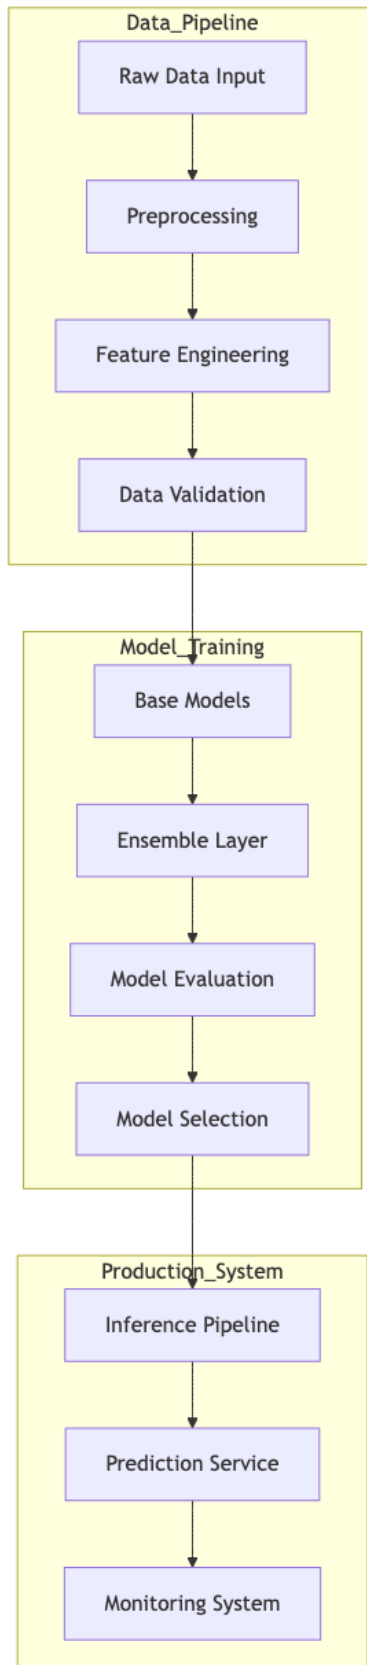 Data_Pipeline
Raw Data Input
Preprocessing
Feature Engineering
Data Validation
Model_Training
Base Models
Ensemble Layer
Model Evaluation
Model Selection
Production_System
Inference Pipeline
Prediction Service
Monitoring System